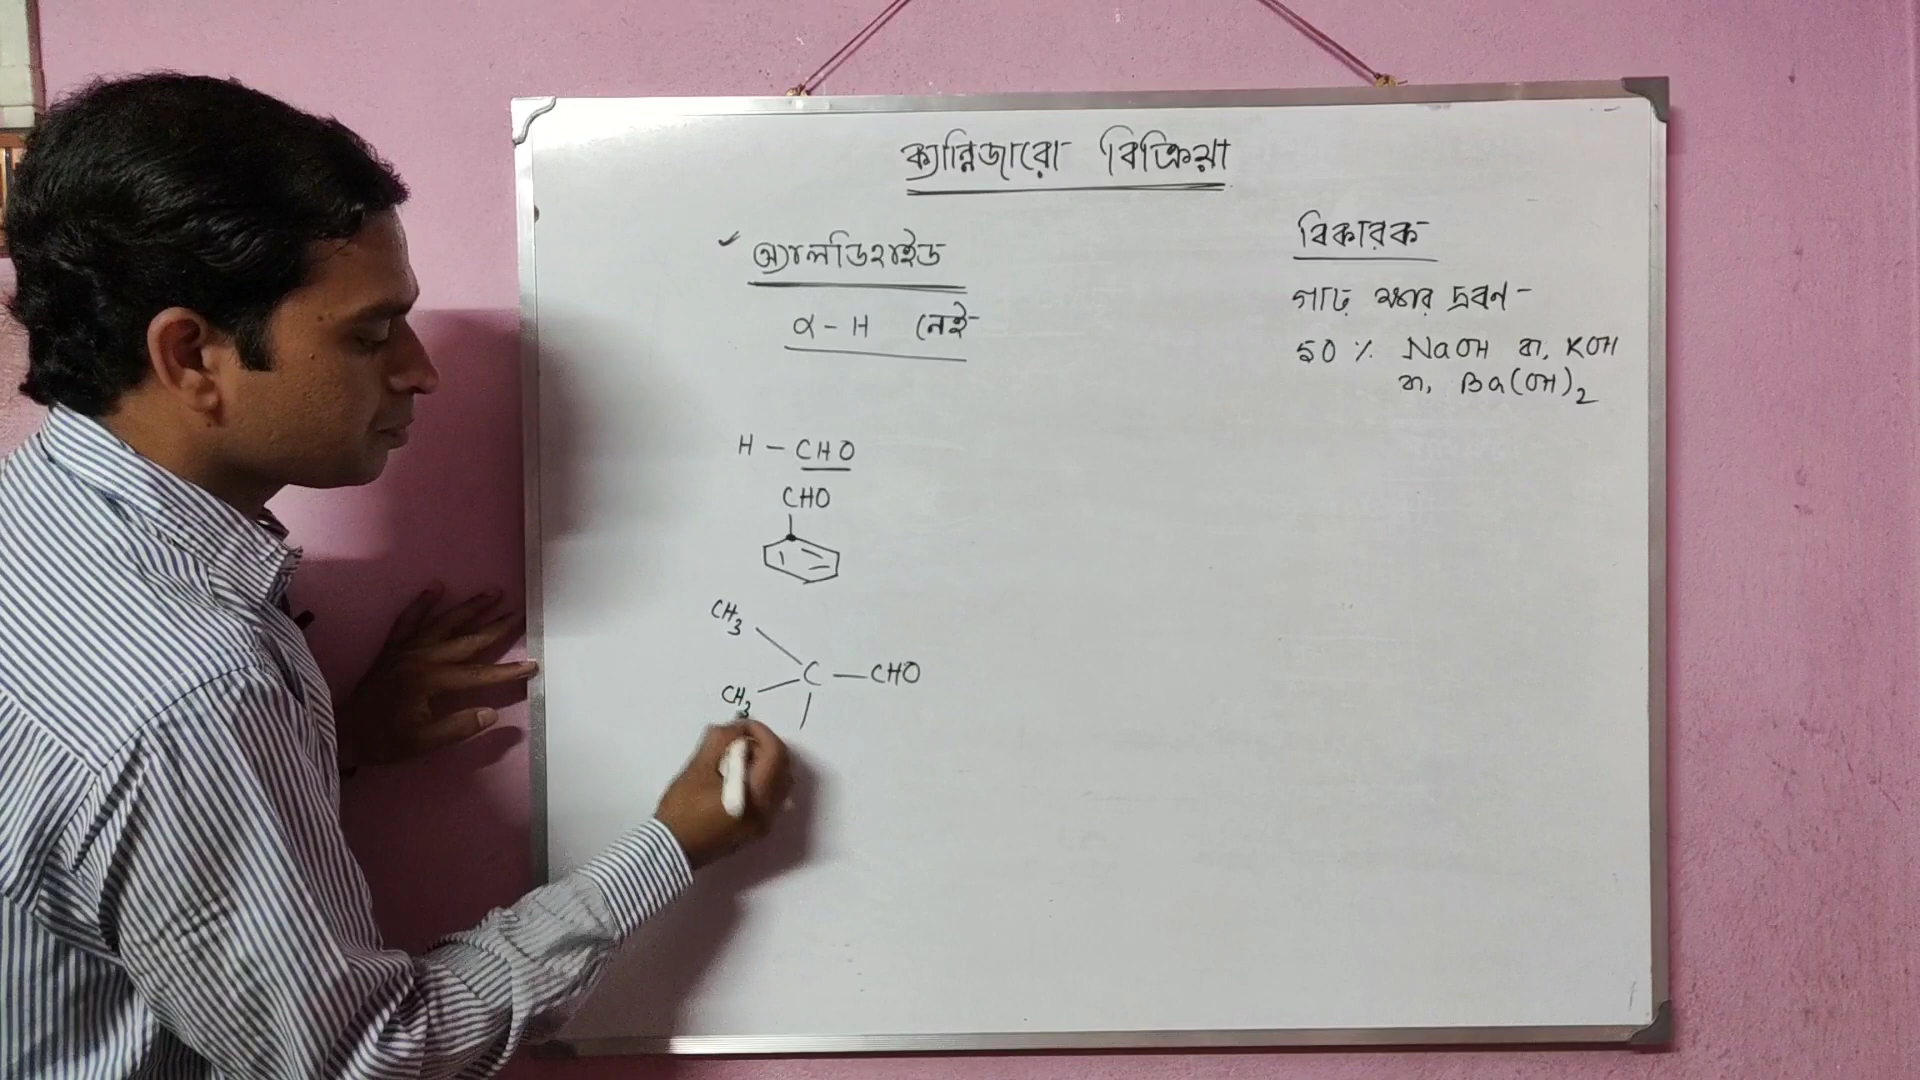 ক্যান্নিজারো বিক্রিয়া
✓ অ্যালডিহাইড
α - H নেই
H - CHO
CHO
CH3
C - CHO
CH3
বিকারক
গাঢ় ক্ষার দ্রবণ -
50 % NaOH বা, KOH
বা, Ba(OH)2